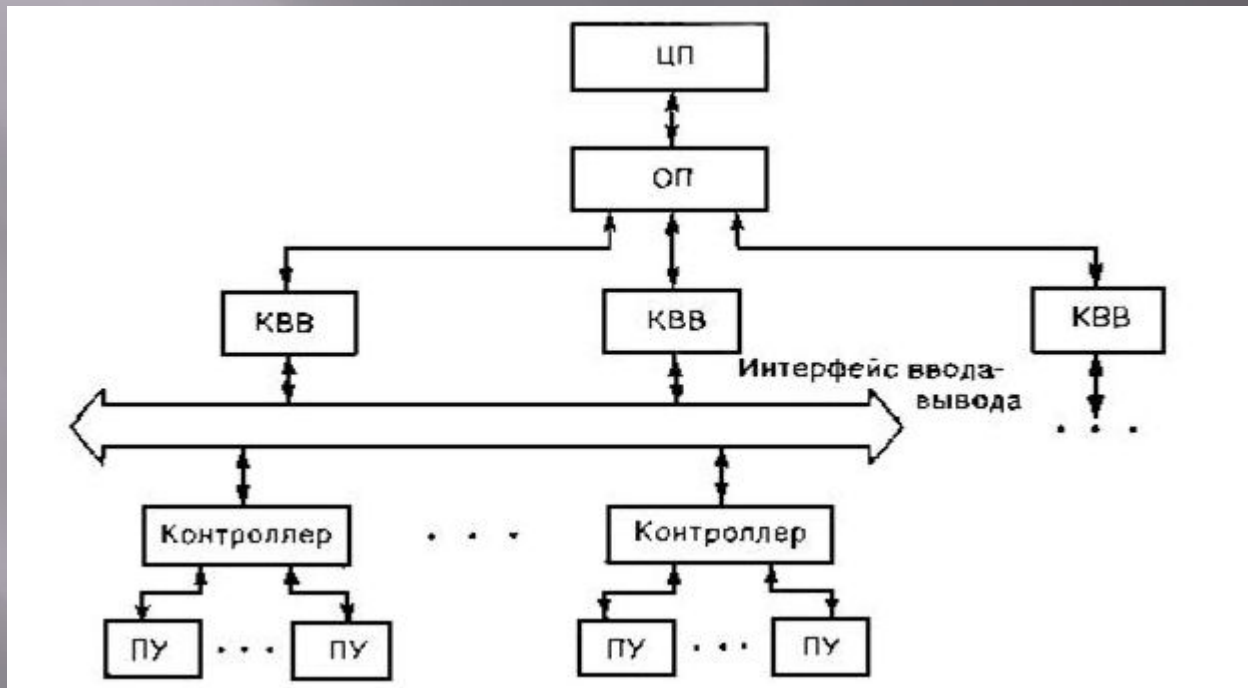 ЦП
ОП
КВВ
КВВ
КВВ
Интерфейс ввода-
вывода
. . .
Контроллер
. . .
Контроллер
ПУ
. . .
ПУ
ПУ
. . .
ПУ